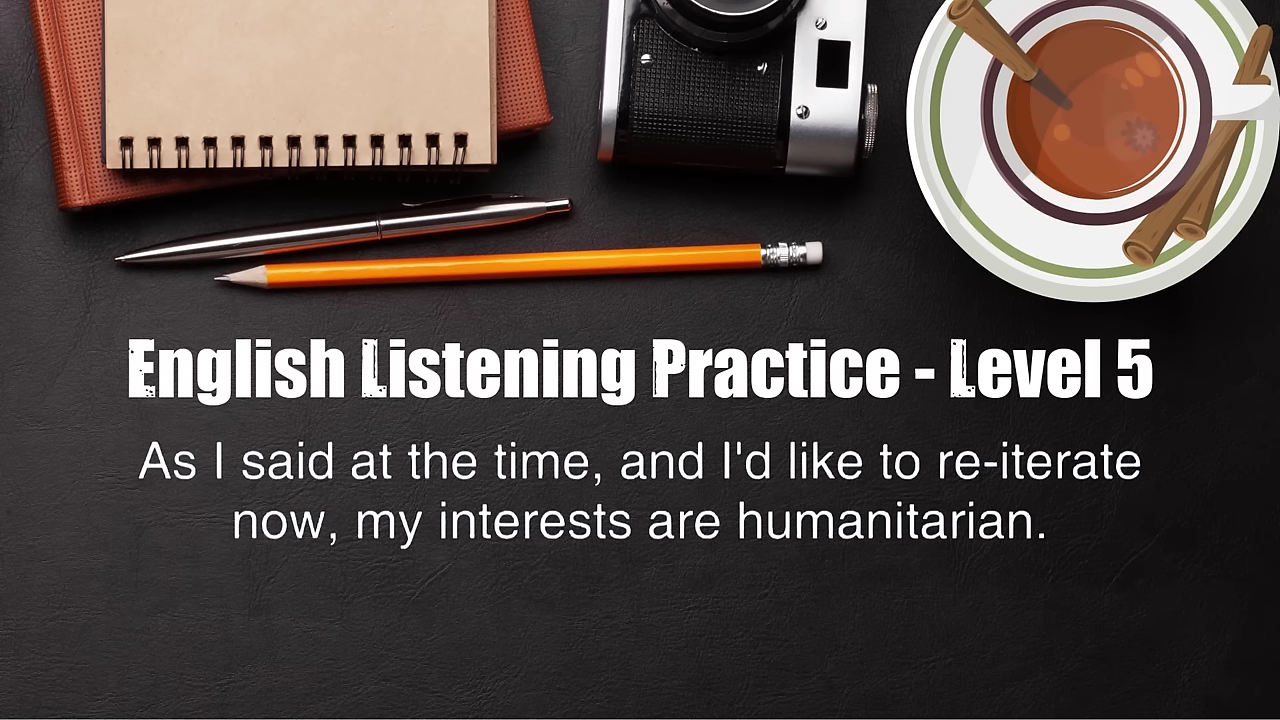 English Listening Practice - Level 5
As I said at the time, and I'd like to re-iterate
now, my interests are humanitarian.